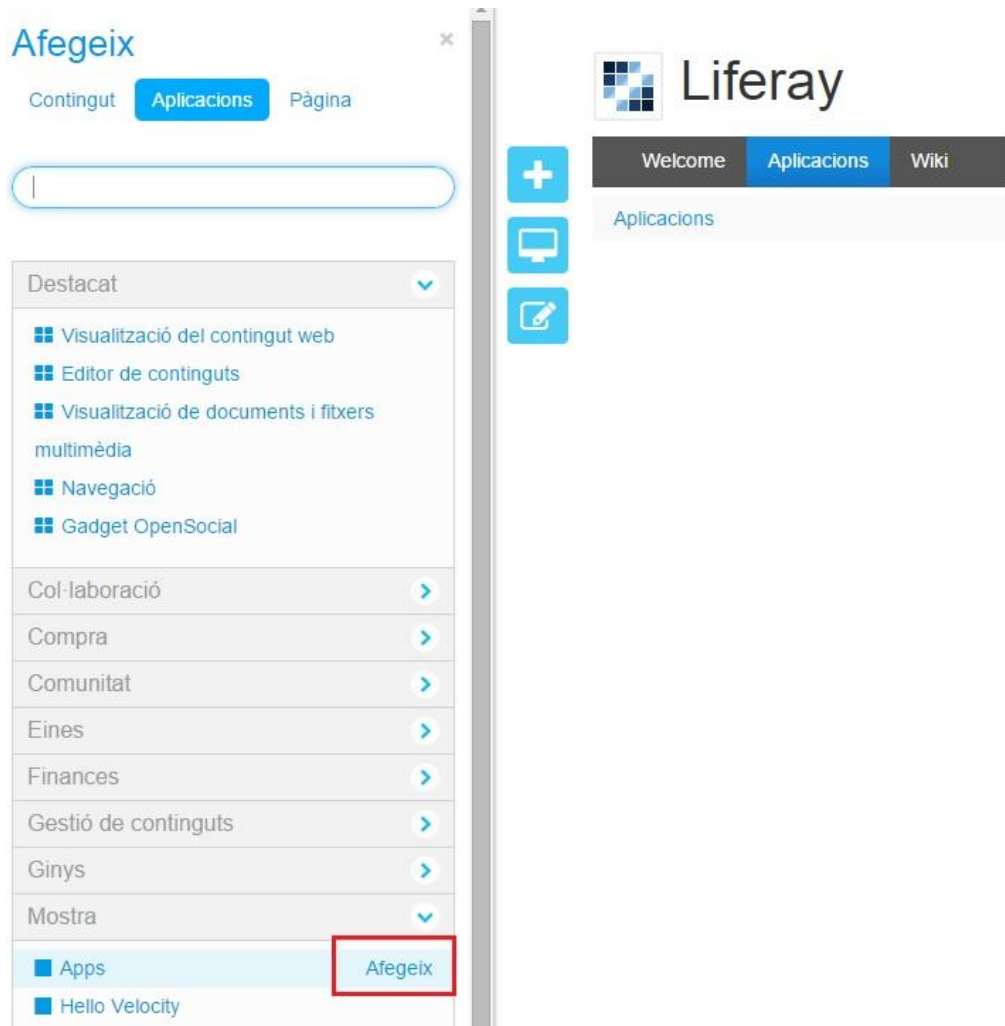 Afegeix
×
Contingut Aplicacions Pàgina
Destacat
Visualització del contingut web
Editor de continguts
Visualització de documents i fitxers
multimèdia
Navegació
Gadget OpenSocial
Col·laboració
Compra
Comunitat
Eines
Finances
Gestió de continguts
Ginys
Mostra
Apps Afegeix
Hello Velocity
Liferay
Welcome Aplicacions Wiki
Aplicacions